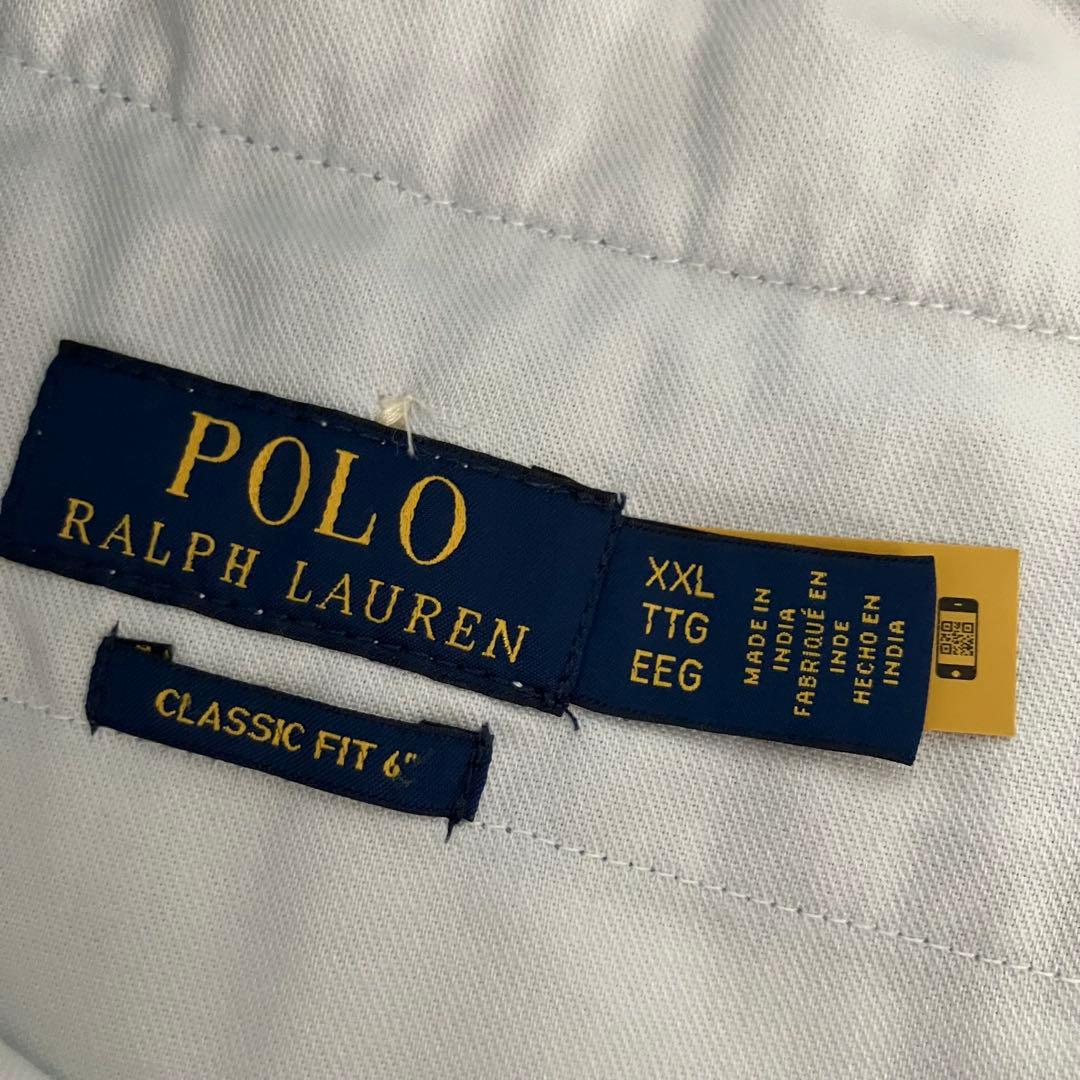 POLO
RALPH LAUREN
XXL
TTG
EEG
MADE IN
INDIA
FABRIQUÉ EN
INDE
HECHO EN
INDIA
CLASSIC FIT 6"